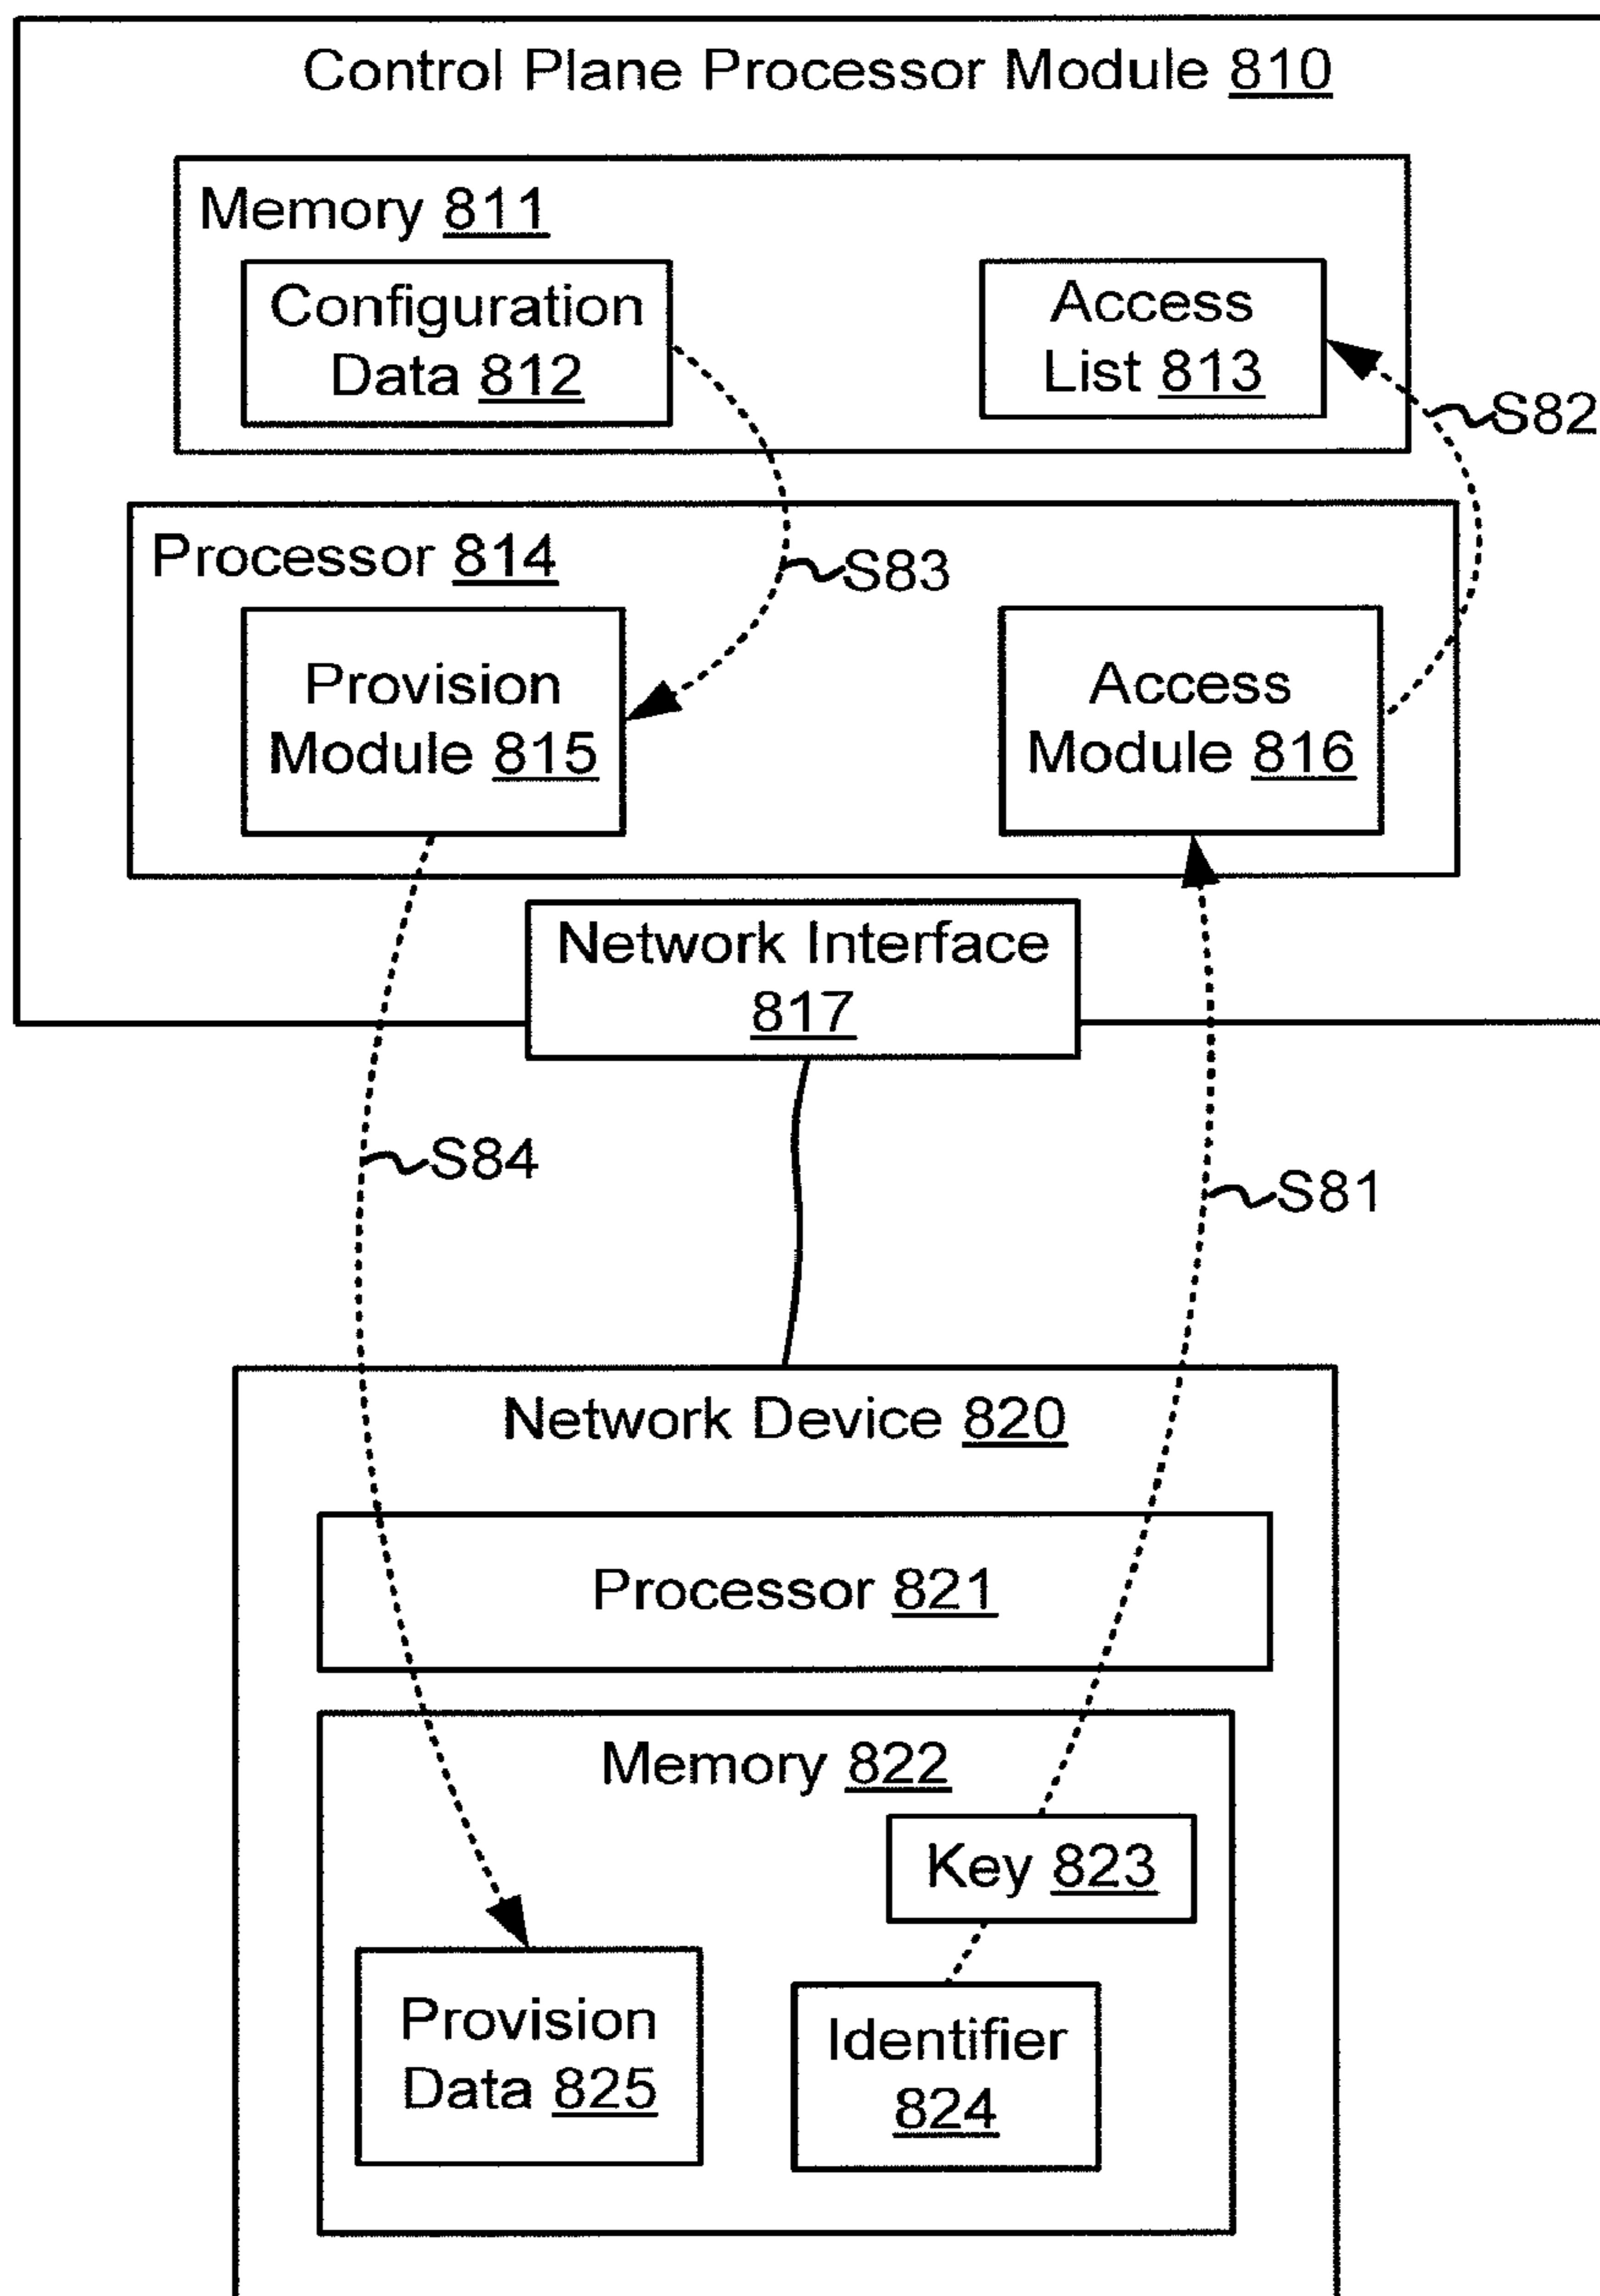 Control Plane Processor Module 810
Memory 811
Configuration
Data 812
Access
List 813
S82
Processor 814
S83
Provision
Module 815
Access
Module 816
Network Interface
817
S84
S81
Network Device 820
Processor 821
Memory 822
Key 823
Provision
Data 825
Identifier
824